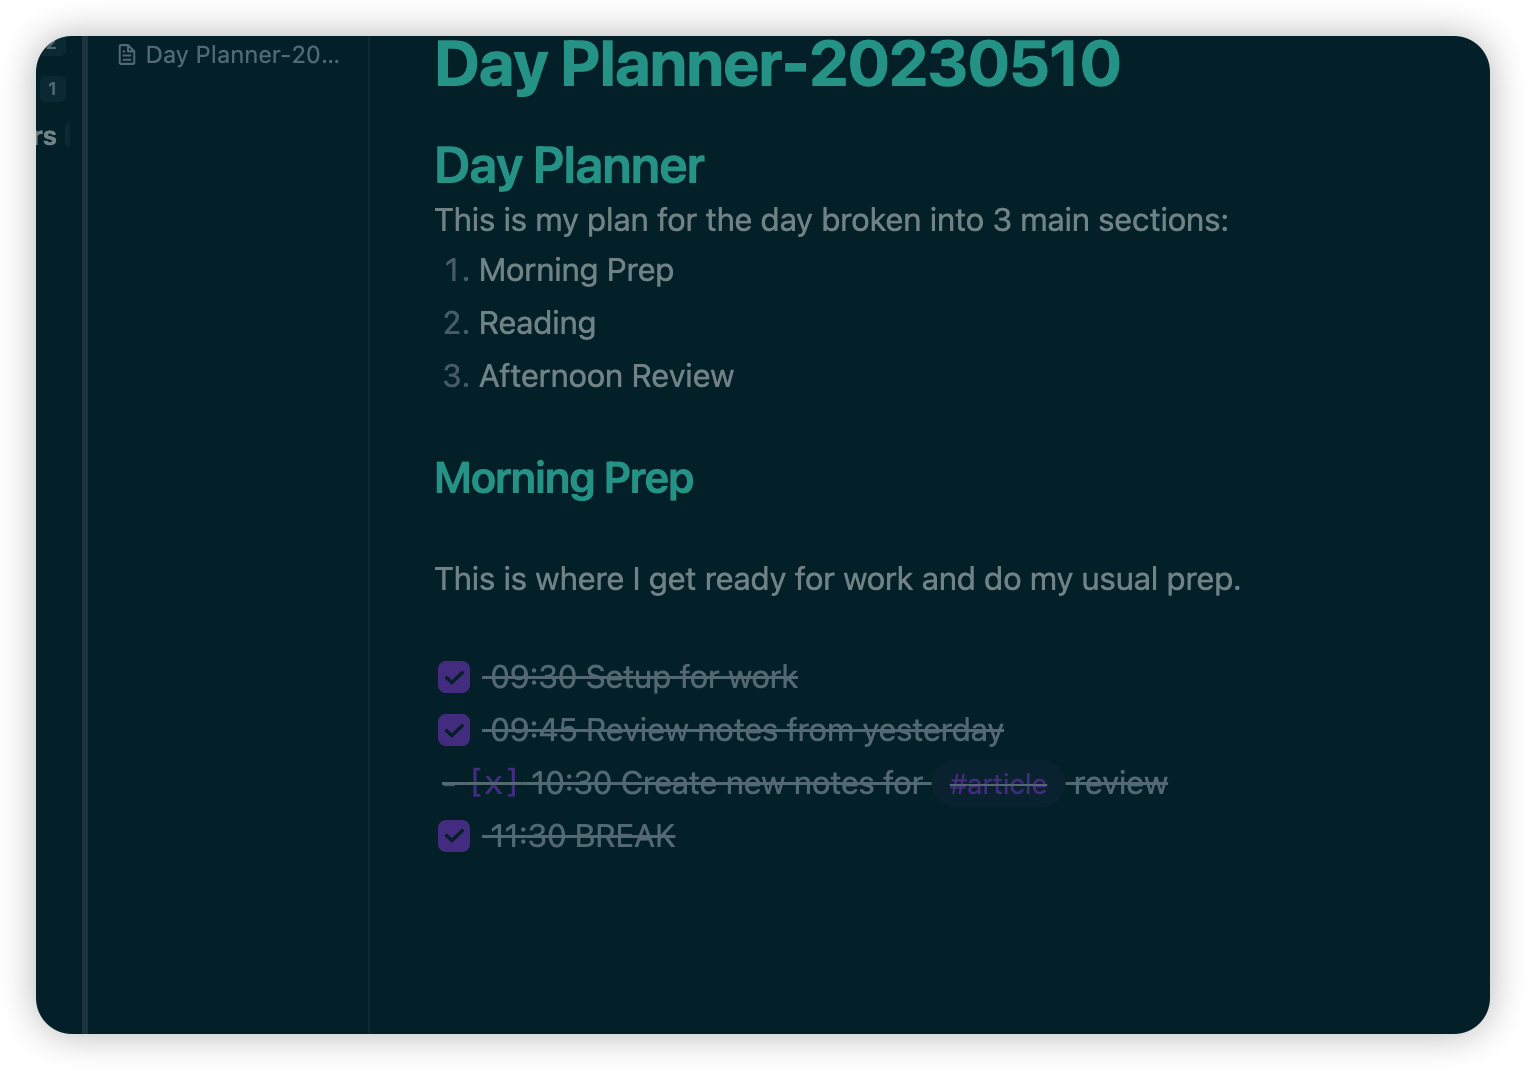 1
rs
Day Planner-20...
Day Planner-20230510
Day Planner
This is my plan for the day broken into 3 main sections:
1. Morning Prep
2. Reading
3. Afternoon Review
Morning Prep
This is where I get ready for work and do my usual prep.
09:30 Setup for work
09:45 Review notes from yesterday
- [x] 10:30 Create new notes for #article review
11:30 BREAK